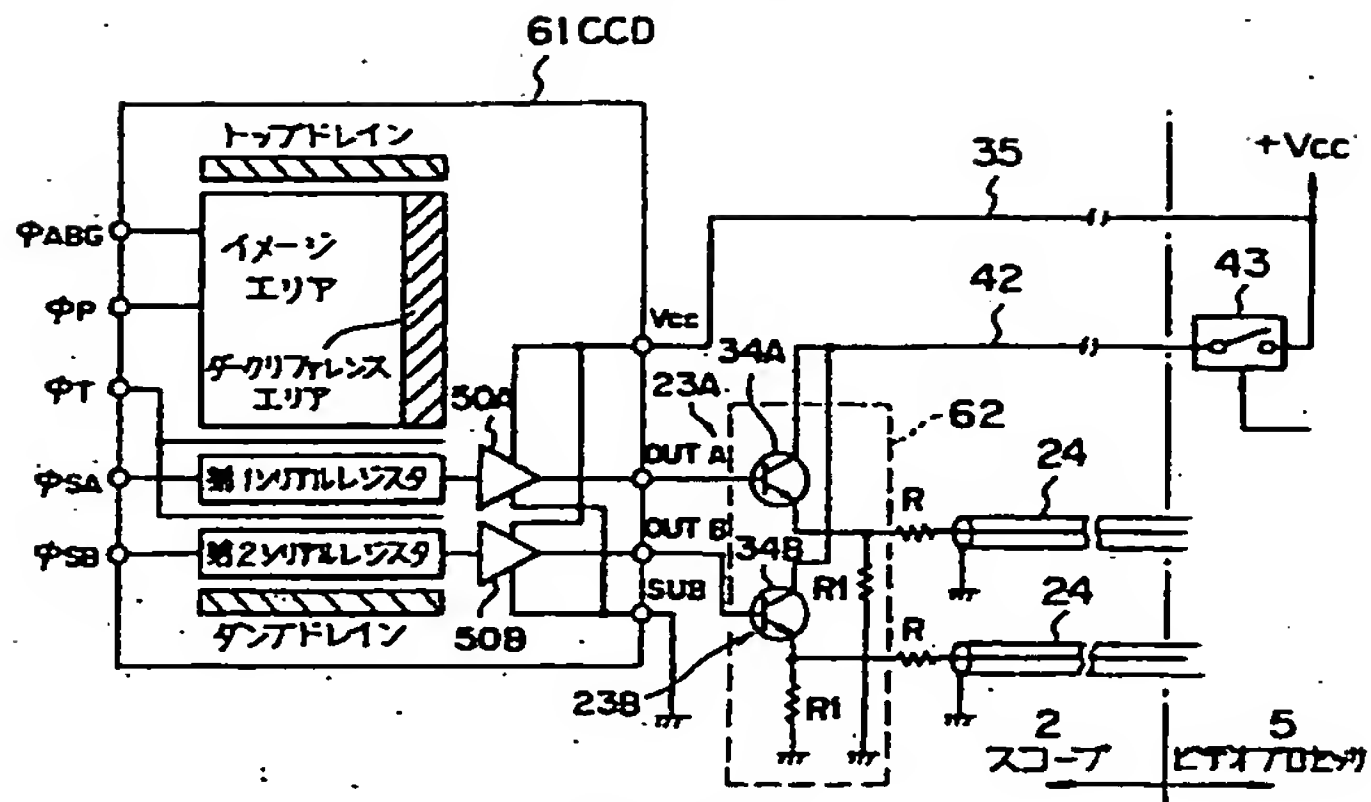 61CCD
トップドレイン
+Vcc
35
ΦABG
イメージ
エリア
43
ΦP
42
Vcc
34A
ダークリファレンス
エリア
ΦT
50A
23A
62
OUT A
24
ΦSA
第1シリアルレジスタ
R
OUT B
34B
ΦSB
第2シリアルレジスタ
R1
SUB
24
R
ダンプドレイン
50B
23B
R1
2
5
スコープ
ビデオプロセッサ